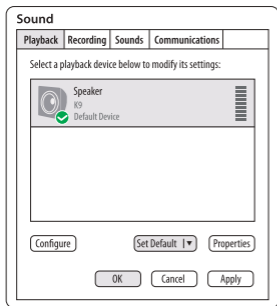 Sound
Playback Recording Sounds Communications
Select a playback device below to modify its settings:
Speaker
K9
Default Device
Configure Set Default Properties
OK Cancel Apply